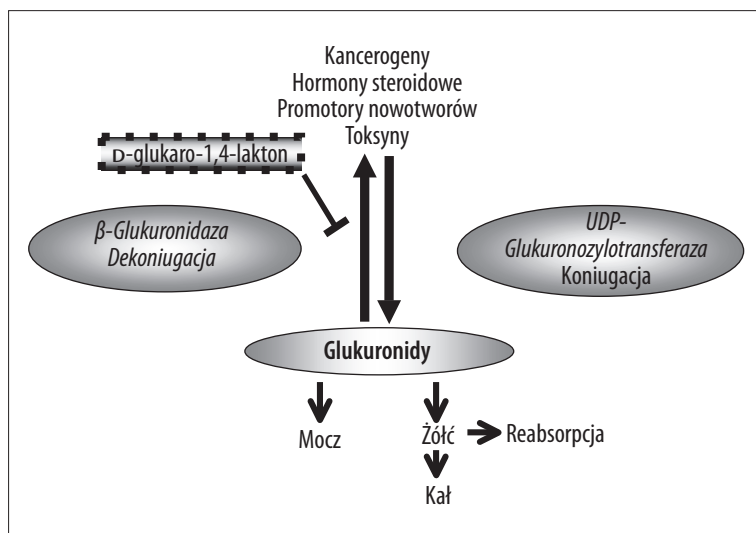 Kancerogeny
Hormony steroidowe
Promotory nowotworów
Toksyny
D-glukaro-1,4-lakton
β-Glukuronidaza
Dekoniugacja
UDP-
Glukuronozylotransferaza
Koniugacja
Glukuronidy
Mocz
Żółć
Reabsorpcja
Kał